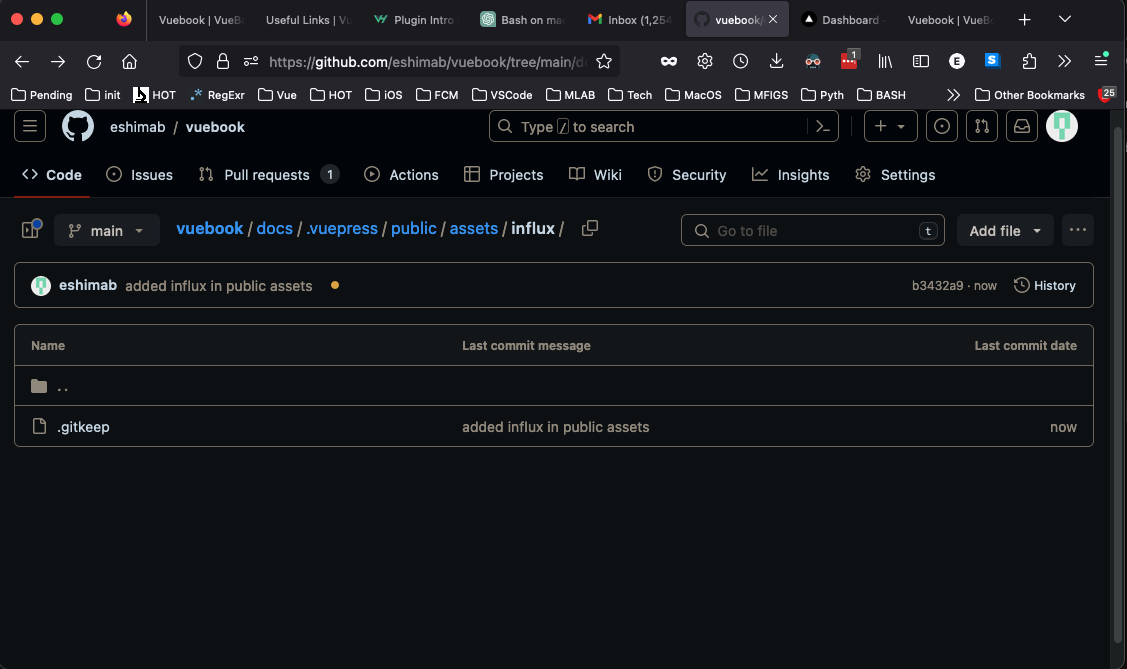 Vuebook | VueB
Useful Links | Vu
Plugin Intro
Bash on mac
Inbox (1,254
vuebook/
Dashboard -
Vuebook | VueB
https://github.com/eshimab/vuebook/tree/main/do
1
E
S
Pending
init
HOT
RegExr
Vue
HOT
iOS
FCM
VSCode
MLAB
Tech
MacOS
MFIGS
Pyth
BASH
Other Bookmarks
25
eshimab / vuebook
Type / to search
Code
Issues
Pull requests 1
Actions
Projects
Wiki
Security
Insights
Settings
main
vuebook / docs / .vuepress / public / assets / influx /
Go to file
t
Add file
eshimab added influx in public assets
b3432a9 · now
History
Name
Last commit message
Last commit date
..
.gitkeep
added influx in public assets
now